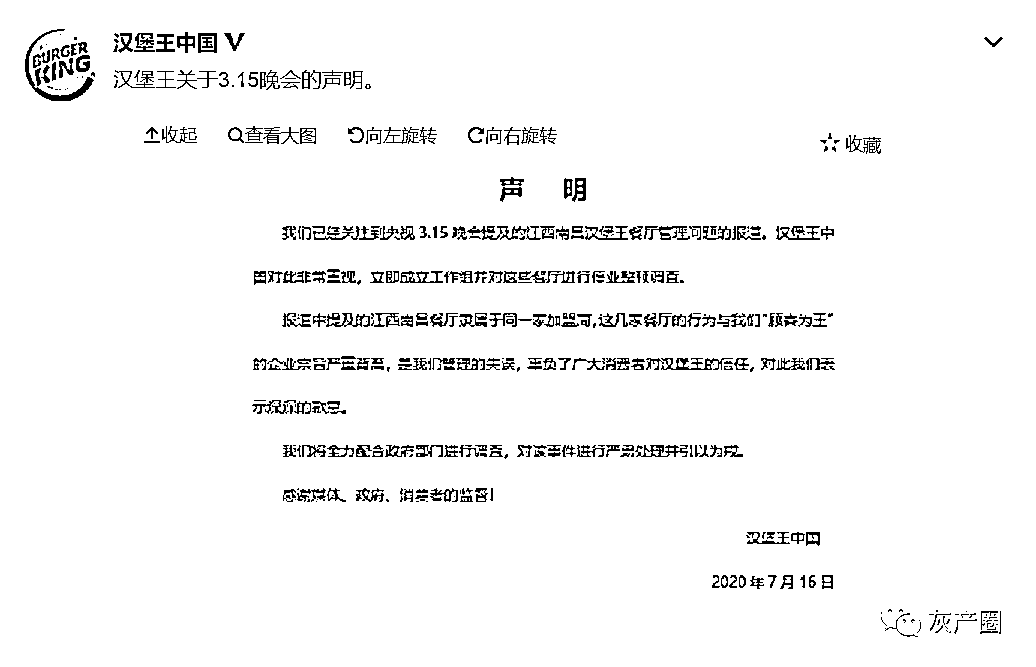 BURGER
KING
汉堡王中国 V
汉堡王关于3.15晚会的声明。
收起 查看大图 向左旋转 向右旋转 收藏
声 明
我们已经关注到央视 3.15 晚会提及的江西南昌汉堡王餐厅管理问题的报道。汉堡王中
国对此非常重视，立即成立工作组并对这些餐厅进行停业整顿调查。
报道中提及的江西南昌餐厅隶属于同一家加盟商,这几家餐厅的行为与我们“顾客为王”
的企业宗旨严重背离，是我们管理的失误，辜负了广大消费者对汉堡王的信任，对此我们表
示深深的歉意。
我们将全力配合政府部门进行调查，对该事件进行严肃处理并引以为戒。
感谢媒体、政府、消费者的监督！
汉堡王中国
2020 年 7 月 16 日
灰产圈